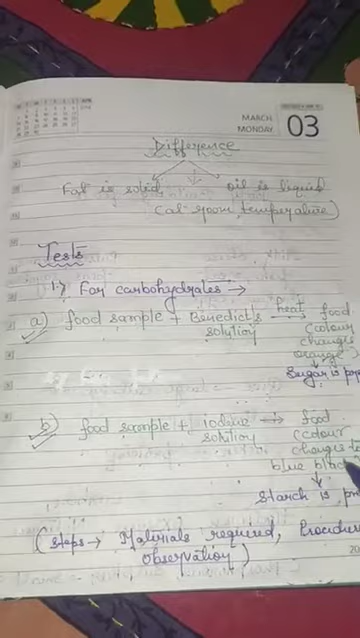 MARCH
MONDAY 03
Difference
Fat is solid, oil is liquid
(at room temperature)
Tests
1.) For carbohydrates →
a) food sample + Benedict's heat → food
solution (colour
changes
orange)
↓
Sugar is
b) food sample + iodine → food
solution (colour
changes to
blue black
↓
Starch is
(Steps → Materials required, Procedure
observation)